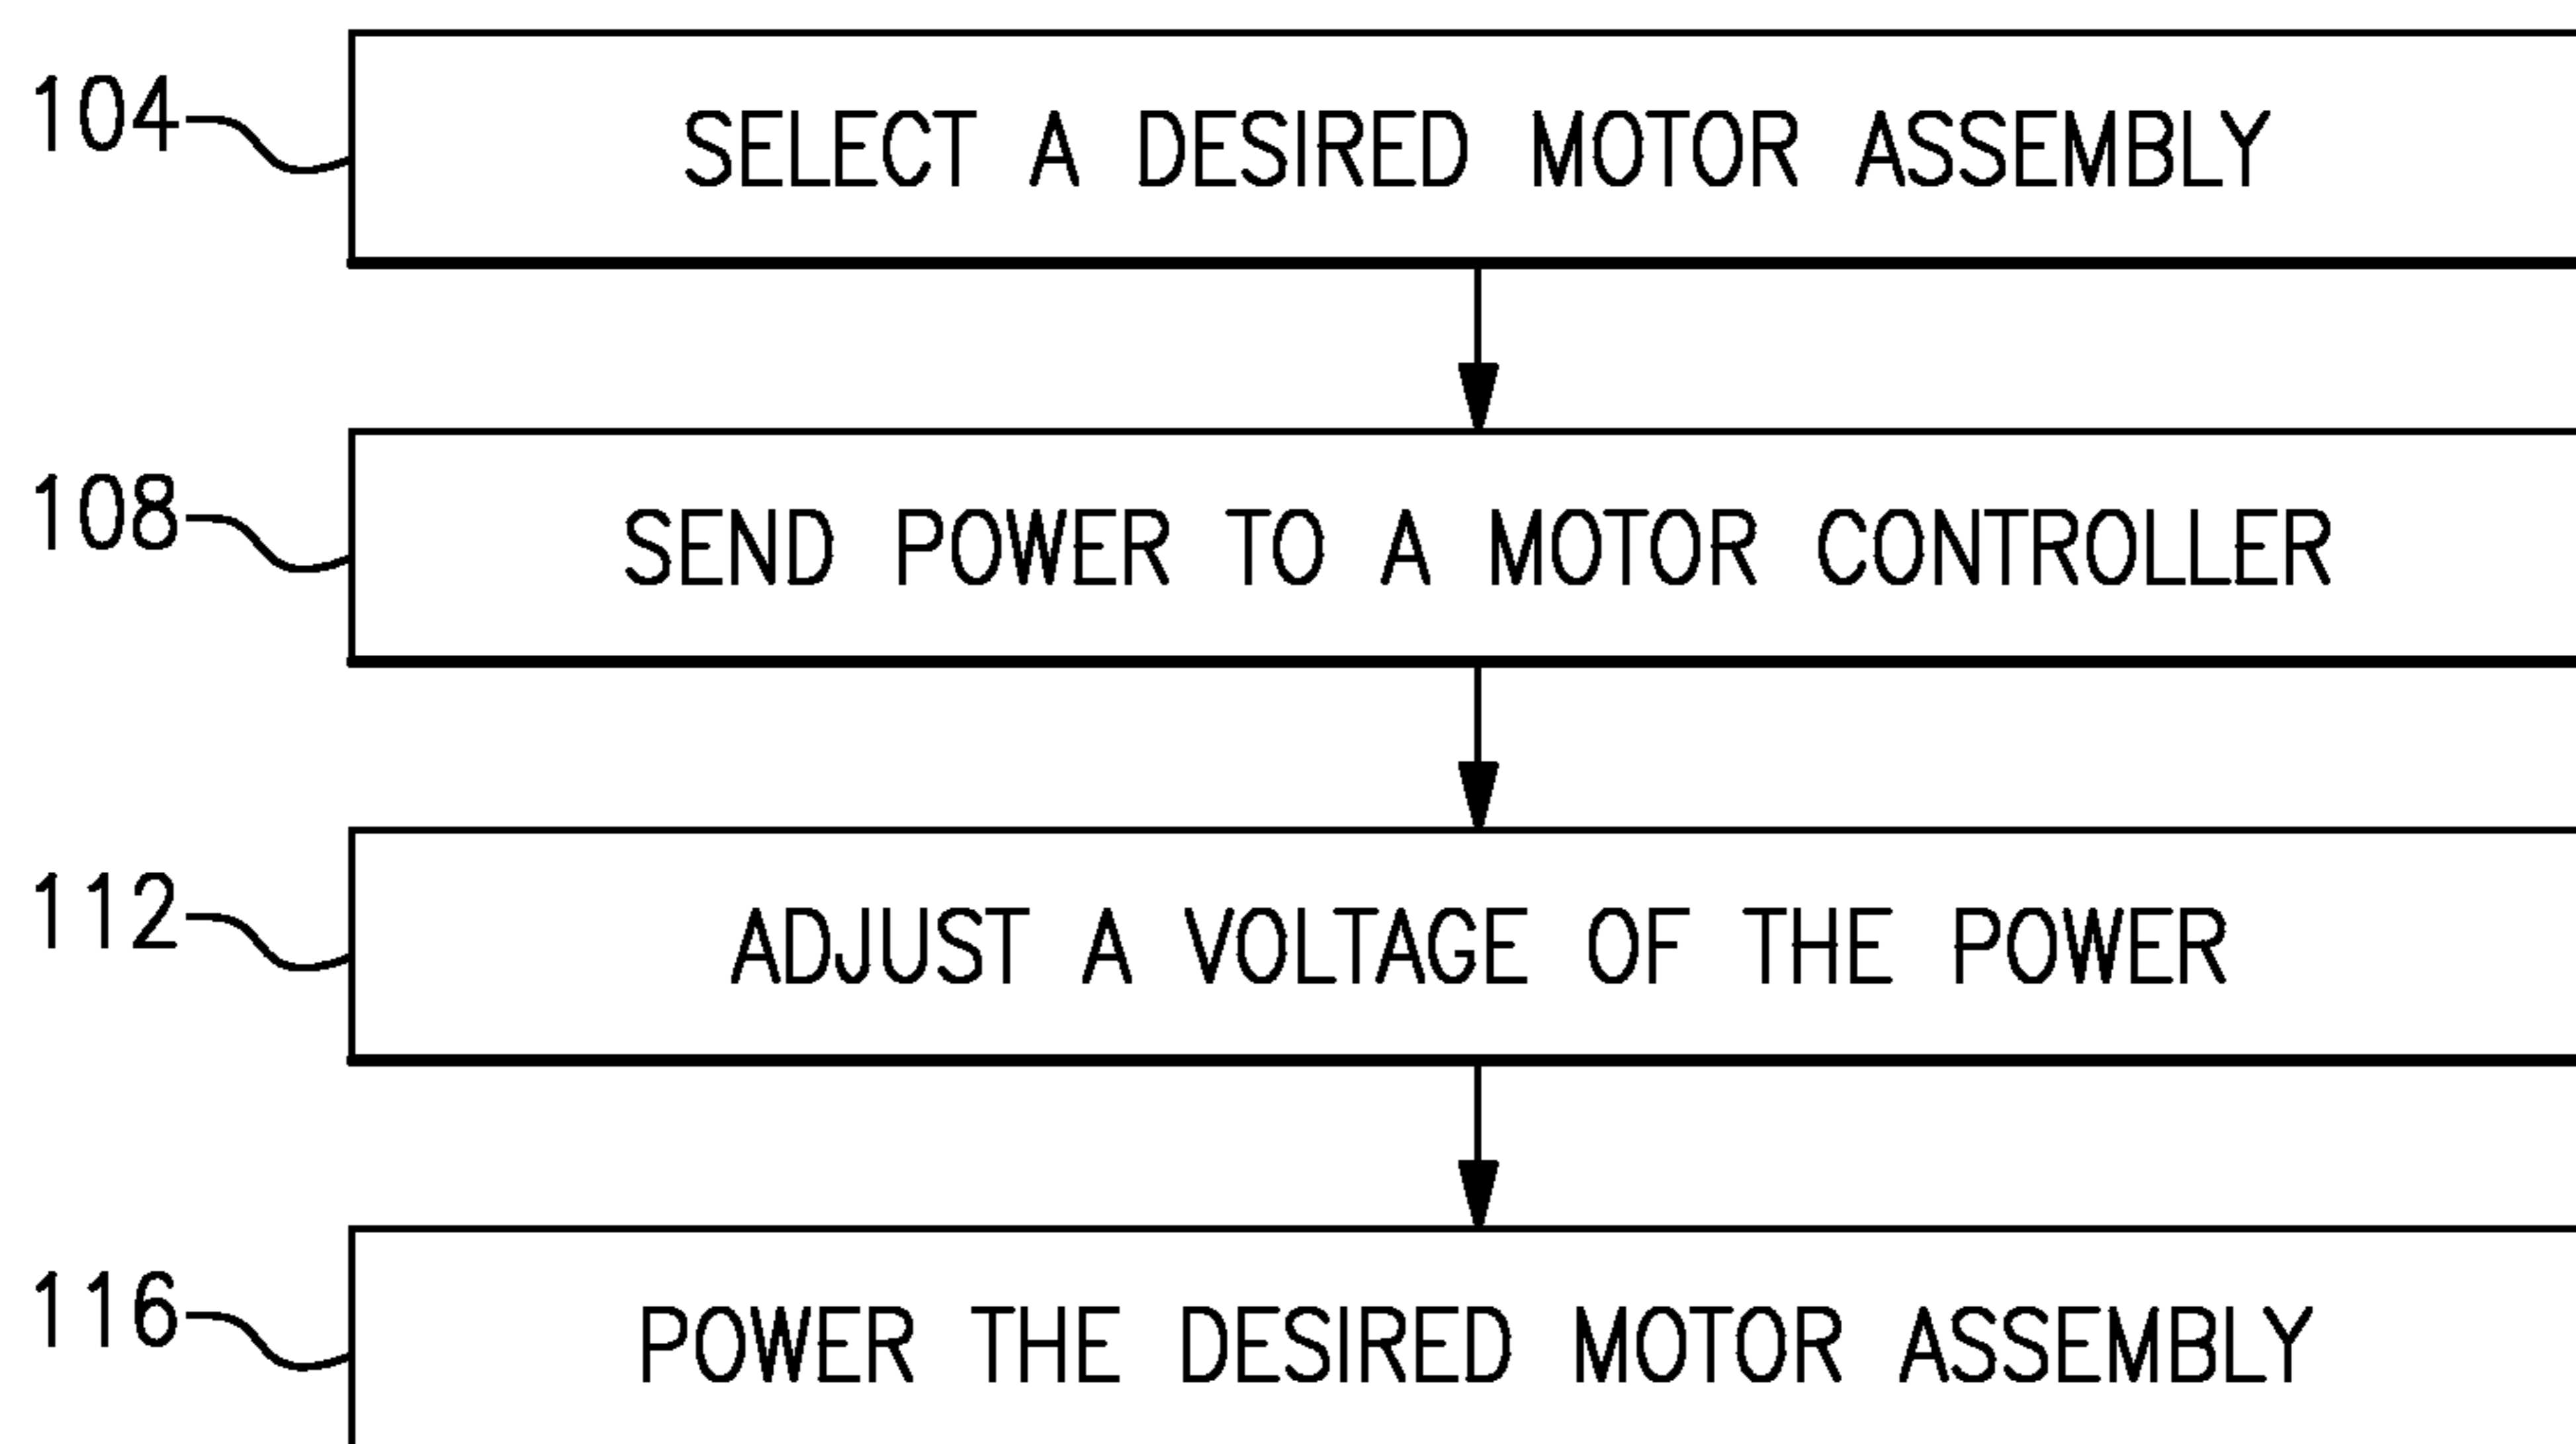 104 SELECT A DESIRED MOTOR ASSEMBLY
108 SEND POWER TO A MOTOR CONTROLLER
112 ADJUST A VOLTAGE OF THE POWER
116 POWER THE DESIRED MOTOR ASSEMBLY